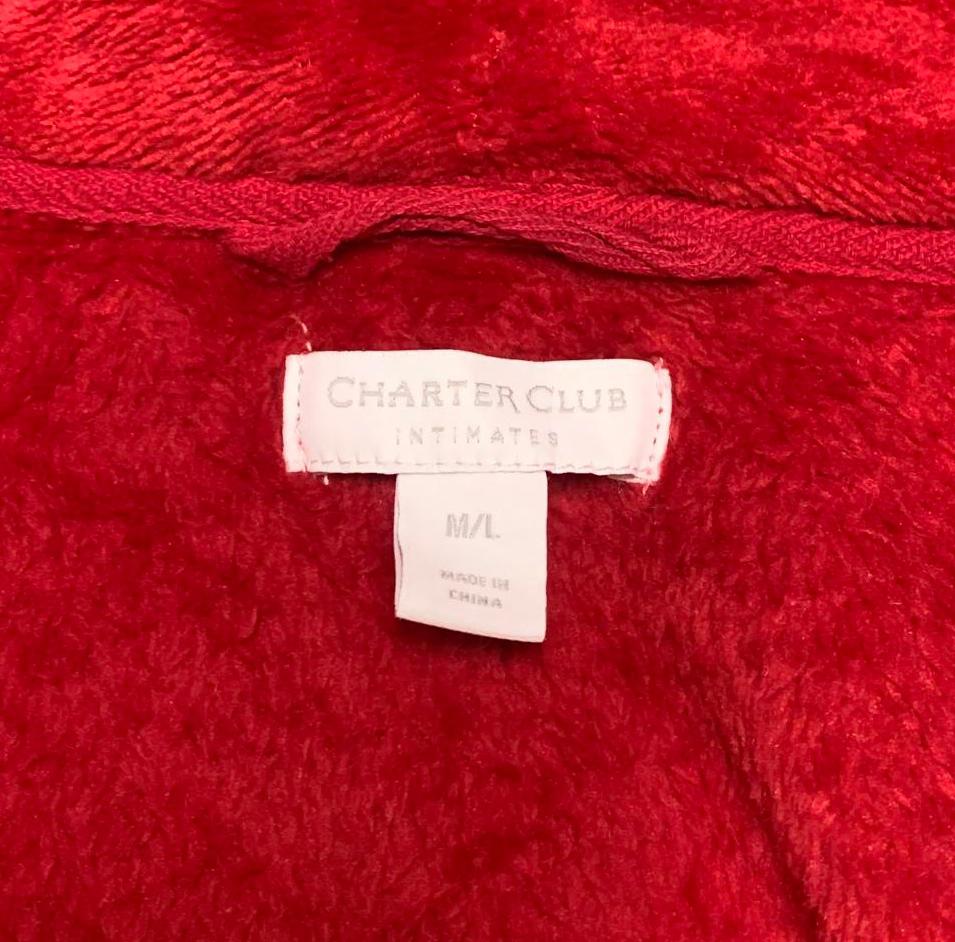 CHARTER CLUB
INTIMATES
M/L
MADE IN
CHINA